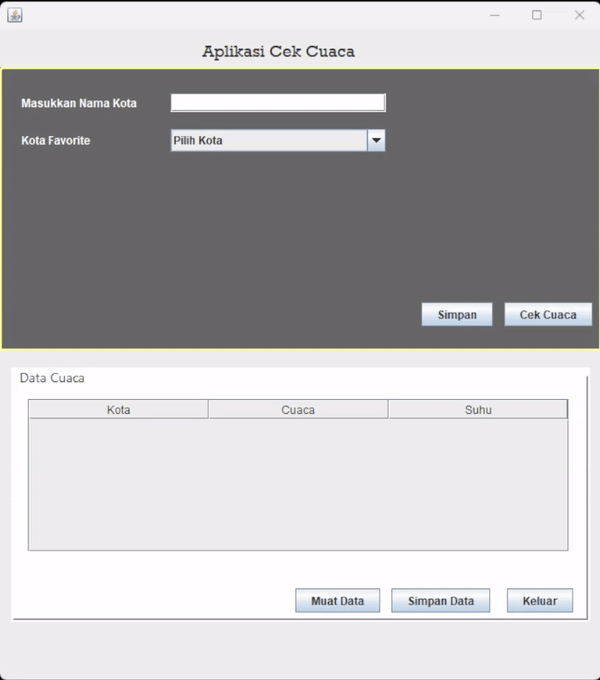 Aplikasi Cek Cuaca
Masukkan Nama Kota
Kota Favorite Pilih Kota
Simpan Cek Cuaca
Data Cuaca
Kota Cuaca Suhu
Muat Data Simpan Data Keluar